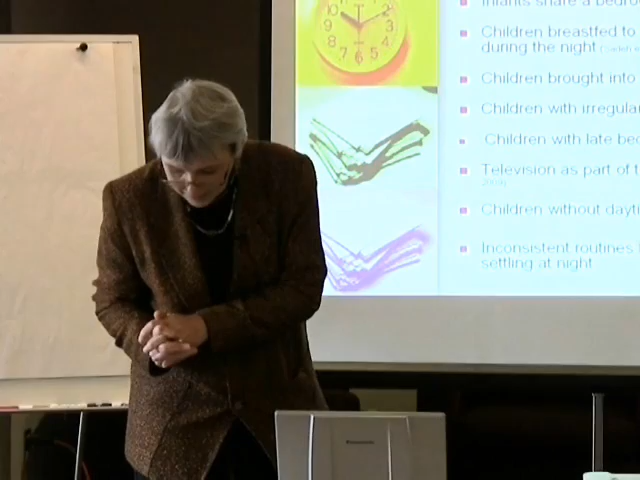 Infants share a bedro
Children breastfed to
during the night
Children brought into
Children with irregular
Children with late bed
Television as part of t
Children without dayti
Inconsistent routines
settling at night
Panasonic